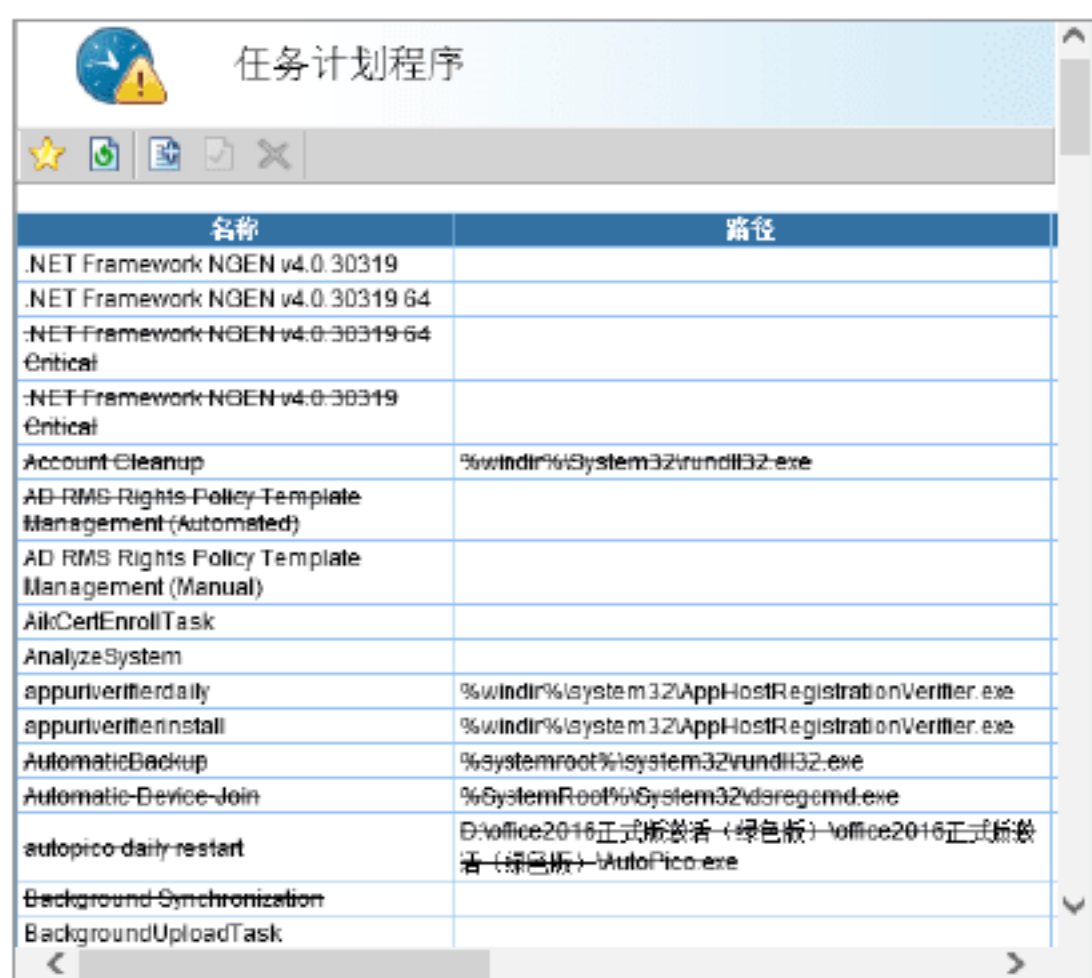 任务计划程序
名称 路径
.NET Framework NGEN v4.0.30319
.NET Framework NGEN v4.0.30319 64
.NET Framework NGEN v4.0.30319 64
Critical
.NET Framework NGEN v4.0.30319
Critical
Account Cleanup %windir%\System32\rundll32.exe
AD RMS Rights Policy Template
Management (Automated)
AD RMS Rights Policy Template
Management (Manual)
AikCertEnrollTask
AnalyzeSystem
appuriverifierdaily %windir%\system32\AppHostRegistrationVerifier.exe
appuriverifierinstall %windir%\system32\AppHostRegistrationVerifier.exe
AutomaticBackup %systemroot%\system32\rundll32.exe
Automatic-Device-Join %SystemRoot%\System32\dsregcmd.exe
autopico daily restart D:\office2016正式版激活（绿色版）\office2016正式版激
活（绿色版）\AutoPico.exe
Background Synchronization
BackgroundUploadTask